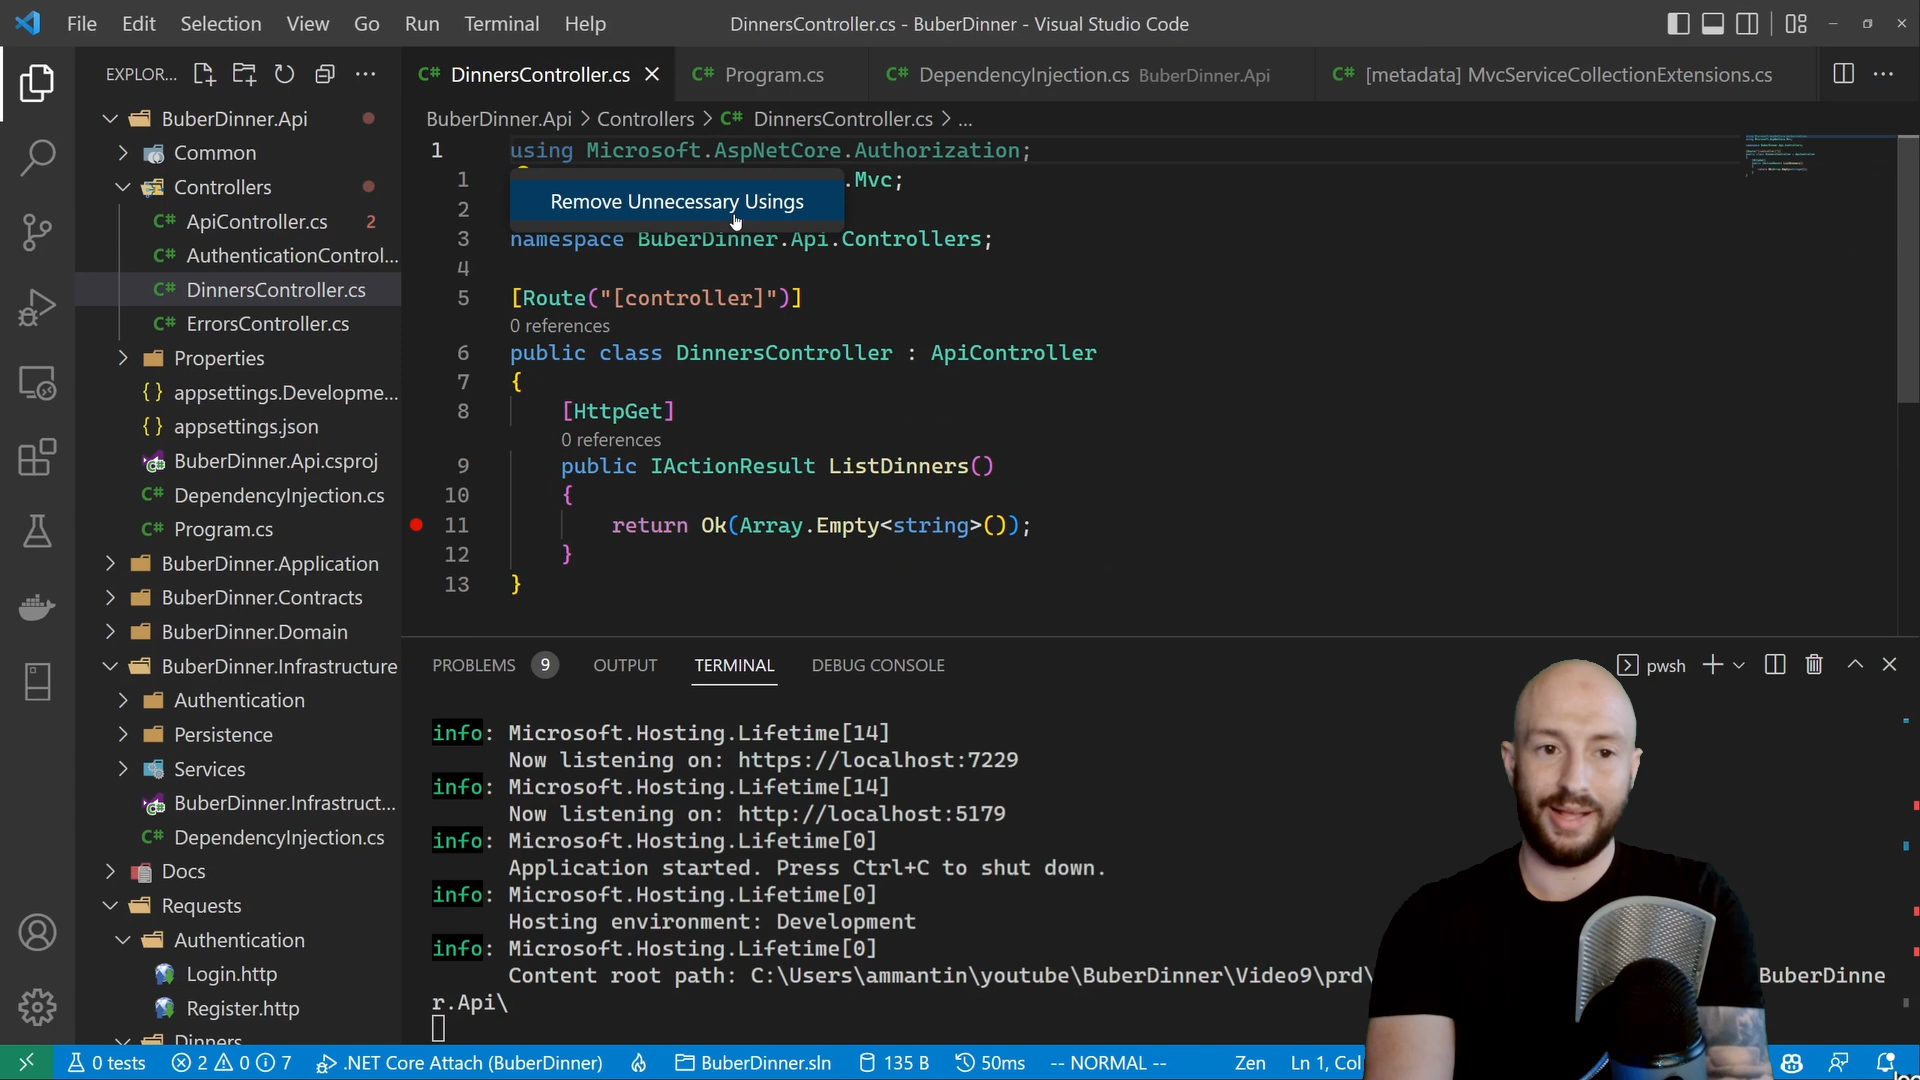 File Edit Selection View Go Run Terminal Help
DinnersController.cs - BuberDinner - Visual Studio Code
EXPLOR...
DinnersController.cs
Program.cs
DependencyInjection.cs BuberDinner.Api
[metadata] MvcServiceCollectionExtensions.cs
BuberDinner.Api
Common
Controllers
ApiController.cs 2
AuthenticationControl...
DinnersController.cs
ErrorsController.cs
Properties
appsettings.Developme...
appsettings.json
BuberDinner.Api.csproj
DependencyInjection.cs
Program.cs
BuberDinner.Application
BuberDinner.Contracts
BuberDinner.Domain
BuberDinner.Infrastructure
Authentication
Persistence
Services
BuberDinner.Infrastruct...
DependencyInjection.cs
Docs
Requests
Authentication
Login.http
Register.http
Dinners
BuberDinner.Api > Controllers > C# DinnersController.cs > ...
1 using Microsoft.AspNetCore.Authorization;
1 .Mvc;
Remove Unnecessary Usings
2
3 namespace BuberDinner.Api.Controllers;
4
5 [Route("[controller]")]
0 references
6 public class DinnersController : ApiController
7 {
8 [HttpGet]
0 references
9 public IActionResult ListDinners()
10 {
11 return Ok(Array.Empty<string>());
12 }
13 }
PROBLEMS 9 OUTPUT TERMINAL DEBUG CONSOLE
pwsh
info: Microsoft.Hosting.Lifetime[14]
Now listening on: https://localhost:7229
info: Microsoft.Hosting.Lifetime[14]
Now listening on: http://localhost:5179
info: Microsoft.Hosting.Lifetime[0]
Application started. Press Ctrl+C to shut down.
info: Microsoft.Hosting.Lifetime[0]
Hosting environment: Development
info: Microsoft.Hosting.Lifetime[0]
Content root path: C:\Users\ammantin\youtube\BuberDinner\Video9\prd\ BuberDinne
r.Api\
0 tests 2 0 7 .NET Core Attach (BuberDinner) BuberDinner.sln 135 B 50ms -- NORMAL -- Zen Ln 1, Col